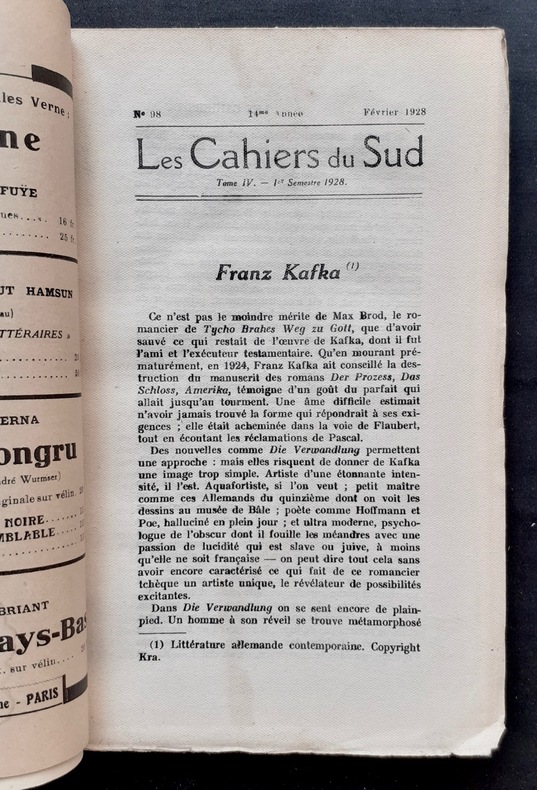 les Verne ;
ne
FUŸE
ues.... 16 fr
25 fr
UT HAMSUN
au)
TTÉRAIRES »
ERNA
ongru
dré Wurmser)
ginale sur vélin.
NOIRE.......
MBLABLE....
BRIANT
ays-Bas
. sur vélin....
ne - PARIS
N° 98 14me Année Février 1928
Les Cahiers du Sud
Tome IV. — 1er Semestre 1928.
Franz Kafka (1)
Ce n'est pas le moindre mérite de Max Brod, le ro-
mancier de Tycho Brahes Weg zu Gott, que d'avoir
sauvé ce qui restait de l'œuvre de Kafka, dont il fut
l'ami et l'exécuteur testamentaire. Qu'en mourant pré-
maturément, en 1924, Franz Kafka ait conseillé la des-
truction du manuscrit des romans Der Prozess, Das
Schloss, Amerika, témoigne d'un goût du parfait qui
allait jusqu'au tourment. Une âme difficile estimait
n'avoir jamais trouvé la forme qui répondrait à ses exi-
gences ; elle était acheminée dans la voie de Flaubert,
tout en écoutant les réclamations de Pascal.
Des nouvelles comme Die Verwandlung permettent
une approche : mais elles risquent de donner de Kafka
une image trop simple. Artiste d'une étonnante inten-
sité, il l'est. Aquafortiste, si l'on veut ; petit maître
comme ces Allemands du quinzième dont on voit les
dessins au musée de Bâle ; poète comme Hoffmann et
Poe, halluciné en plein jour ; et ultra moderne, psycho-
logue de l'obscur dont il fouille les méandres avec une
passion de lucidité qui est slave ou juive, à moins
qu'elle ne soit française — on peut dire tout cela sans
avoir encore caractérisé ce qui fait de ce romancier
tchèque un artiste unique, le révélateur de possibilités
excitantes.
Dans Die Verwandlung on se sent encore de plain-
pied. Un homme à son réveil se trouve métamorphosé
(1) Littérature allemande contemporaine. Copyright
Kra.